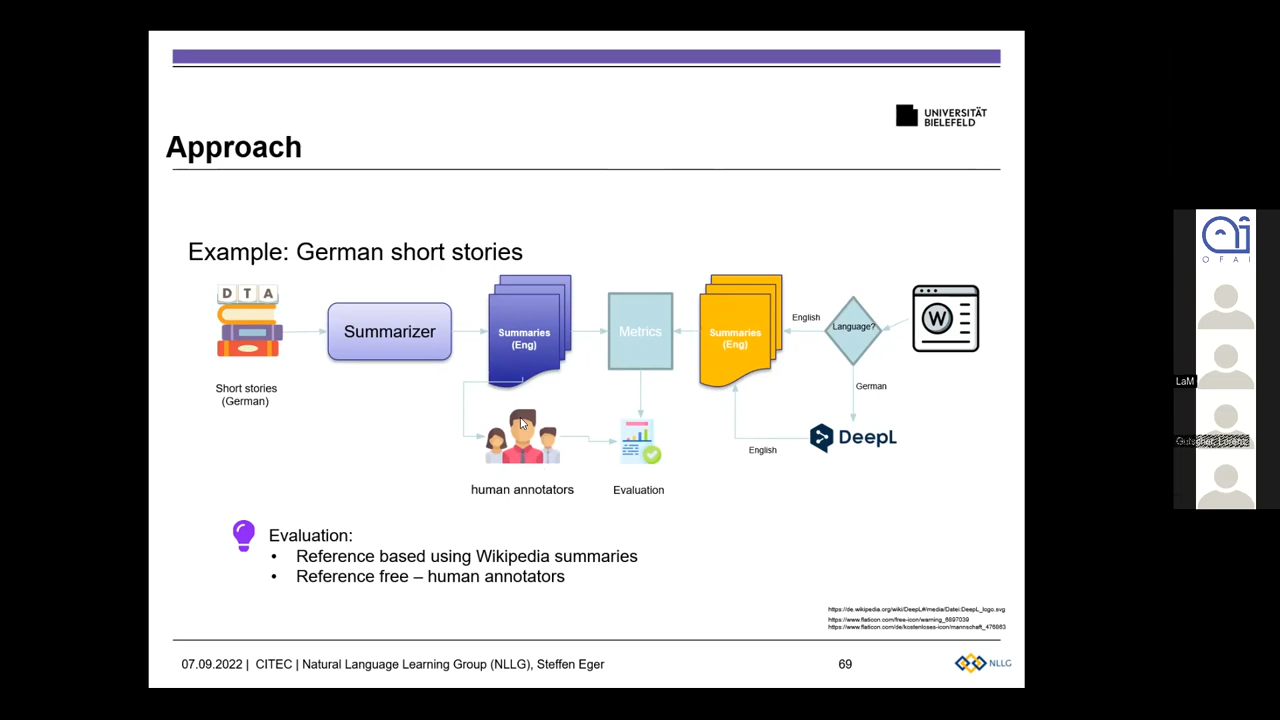 UNIVERSITÄT
BIELEFELD
Approach
Example: German short stories
D T A
Short stories
(German)
Summarizer
Summaries
(Eng)
Metrics
Summaries
(Eng)
English
Language?
W
German
DeepL
English
human annotators
Evaluation
Evaluation:
• Reference based using Wikipedia summaries
• Reference free – human annotators
https://de.wikipedia.org/wiki/DeepL#/media/Datei:DeepL_logo.svg
https://www.flaticon.com/free-icon/warning_6897039
https://www.flaticon.com/de/kostenloses-icon/mannschaft_476863
07.09.2022 | CITEC | Natural Language Learning Group (NLLG), Steffen Eger
69
NLLG
OFAI
LaM